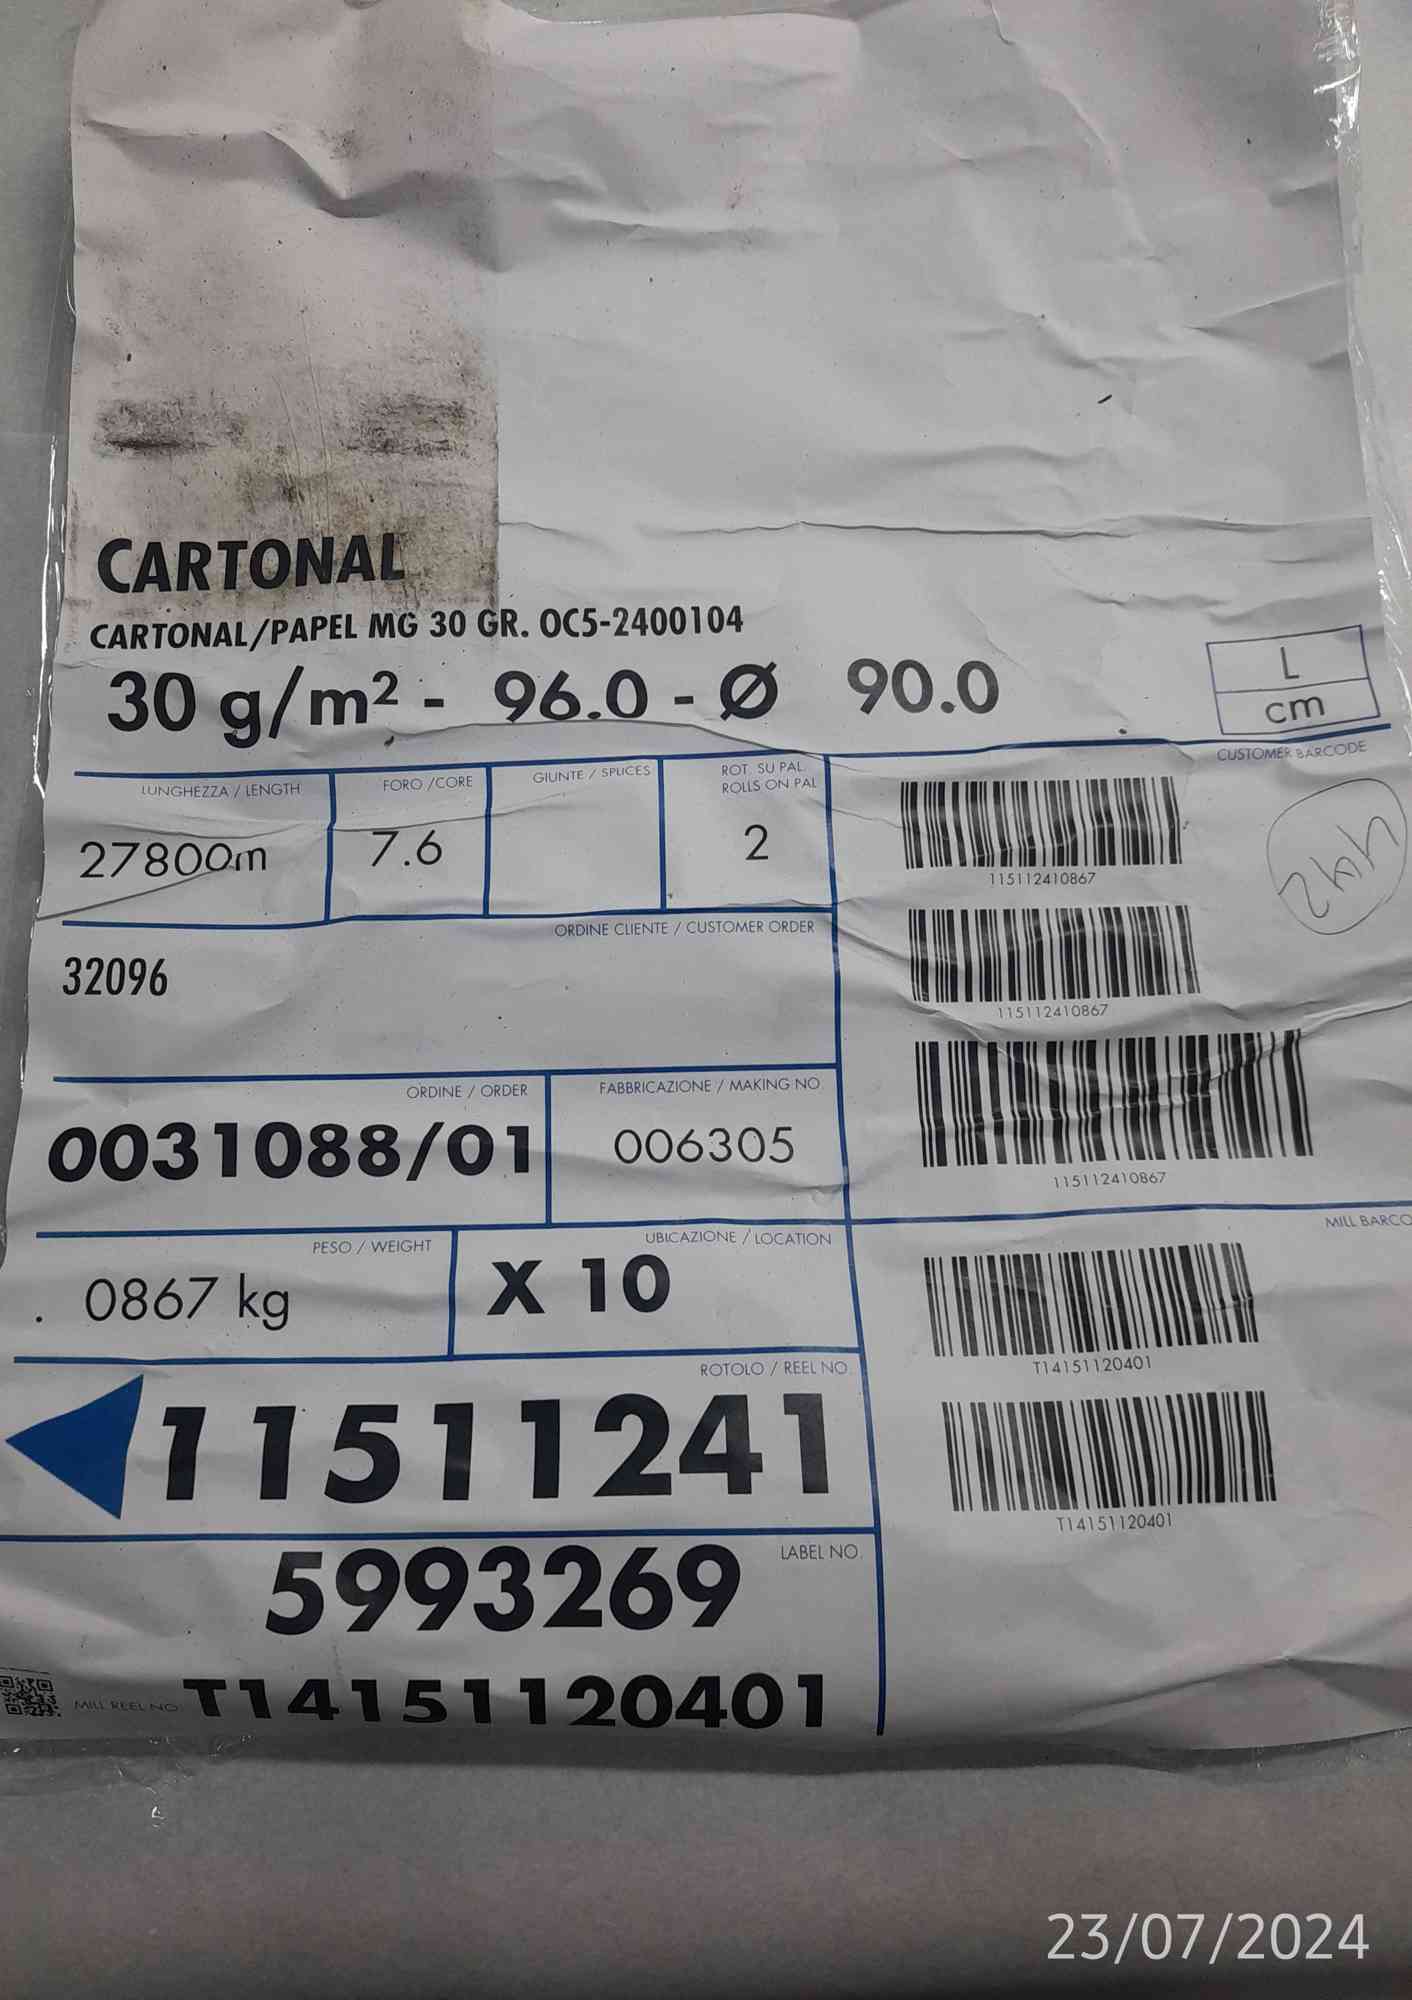 CARTONAL
CARTONAL/PAPEL MG 30 GR. OC5-2400104
30 g/m² - 96.0 - Ø 90.0
L
cm
LUNGHEZZA / LENGTH
27800m
FORO /CORE
7.6
GIUNTE / SPLICES
ROT. SU PAL.
ROLLS ON PAL
2
CUSTOMER BARCODE
115112410867
442
115112410867
115112410867
ORDINE CLIENTE / CUSTOMER ORDER
32096
ORDINE / ORDER
0031088/01
FABBRICAZIONE / MAKING NO.
006305
PESO / WEIGHT
. 0867 kg
UBICAZIONE / LOCATION
X 10
MILL BARCO
T14151120401
T14151120401
ROTOLO / REEL NO.
11511241
LABEL NO.
5993269
MILL REEL NO. T14151120401
23/07/2024